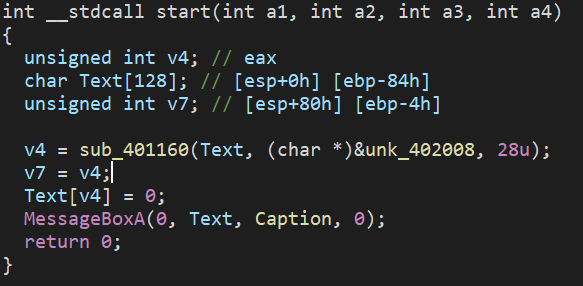 int __stdcall start(int a1, int a2, int a3, int a4)
{
  unsigned int v4; // eax
  char Text[128]; // [esp+0h] [ebp-84h]
  unsigned int v7; // [esp+80h] [ebp-4h]

  v4 = sub_401160(Text, (char *)&unk_402008, 28u);
  v7 = v4;
  Text[v4] = 0;
  MessageBoxA(0, Text, Caption, 0);
  return 0;
}